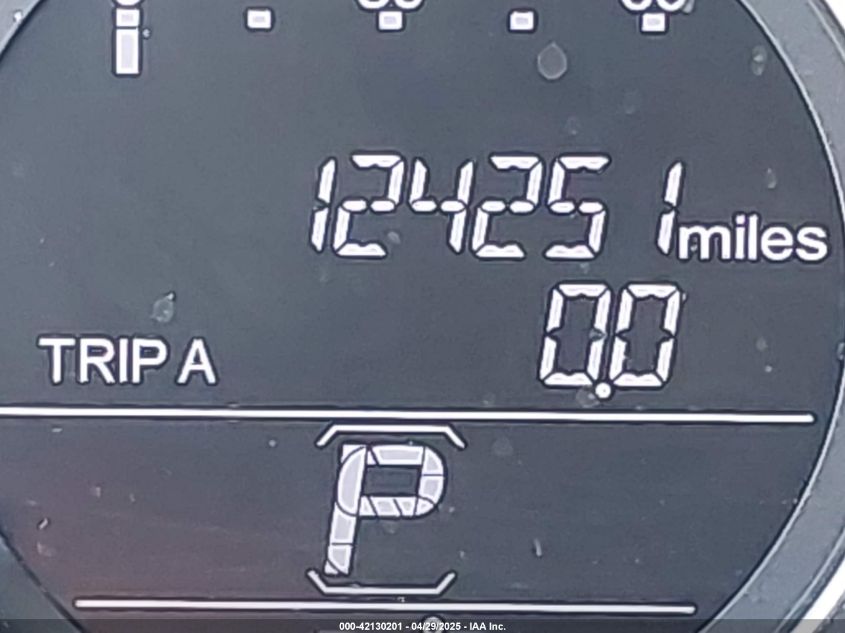 124251 miles
0.0
TRIP A
P
000-42130201 - 04/29/2025 - IAA Inc.